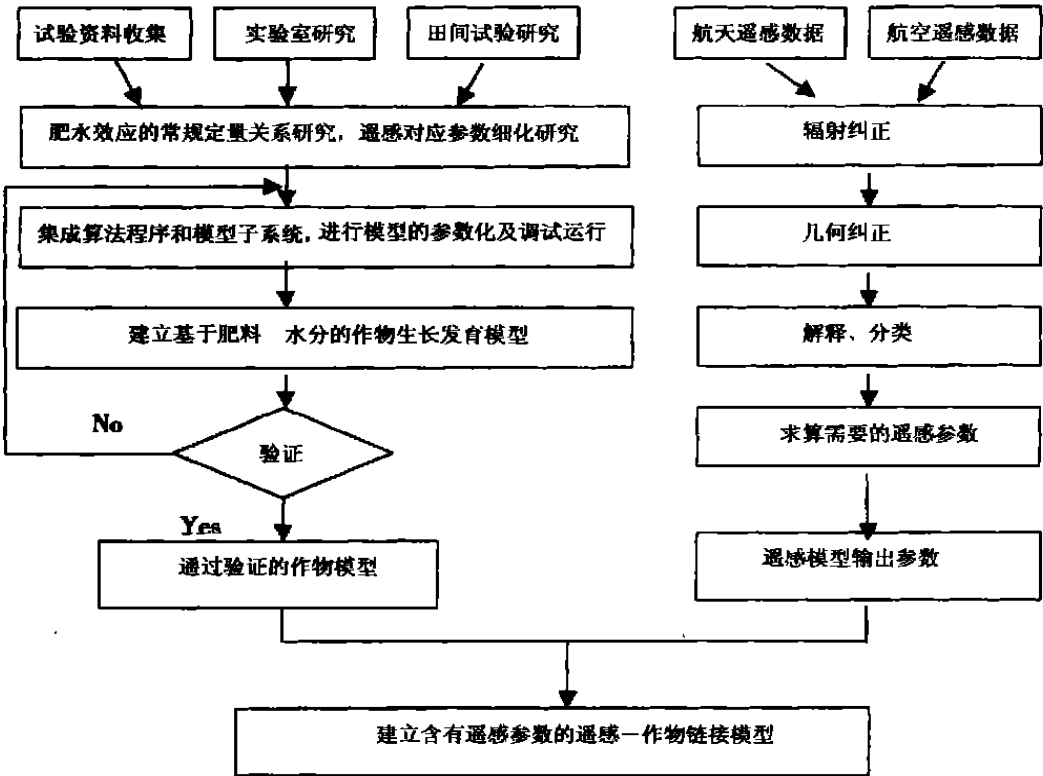 试验资料收集
实验室研究
田间试验研究
航天遥感数据
航空遥感数据
肥水效应的常规定量关系研究，遥感对应参数细化研究
辐射纠正
集成算法程序和模型子系统，进行模型的参数化及调试运行
几何纠正
建立基于肥料 水分的作物生长发育模型
解释、分类
No
验证
求算需要的遥感参数
Yes
通过验证的作物模型
遥感模型输出参数
建立含有遥感参数的遥感－作物链接模型